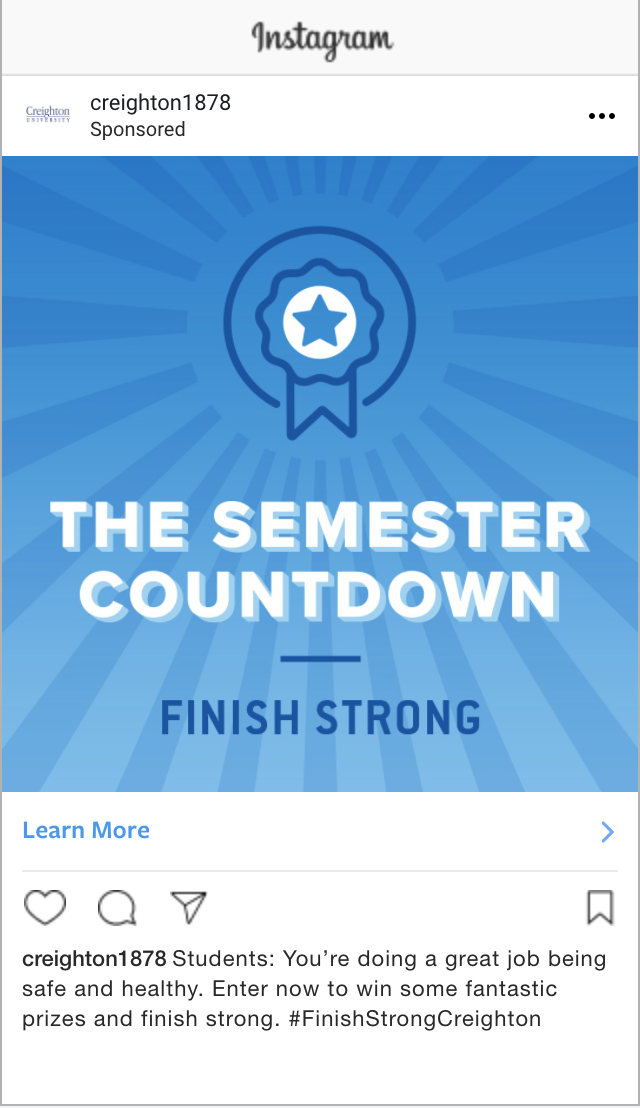 Instagram
Creighton
UNIVERSITY
creighton1878
Sponsored
THE SEMESTER
COUNTDOWN
FINISH STRONG
Learn More
creighton1878 Students: You’re doing a great job being
safe and healthy. Enter now to win some fantastic
prizes and finish strong. #FinishStrongCreighton